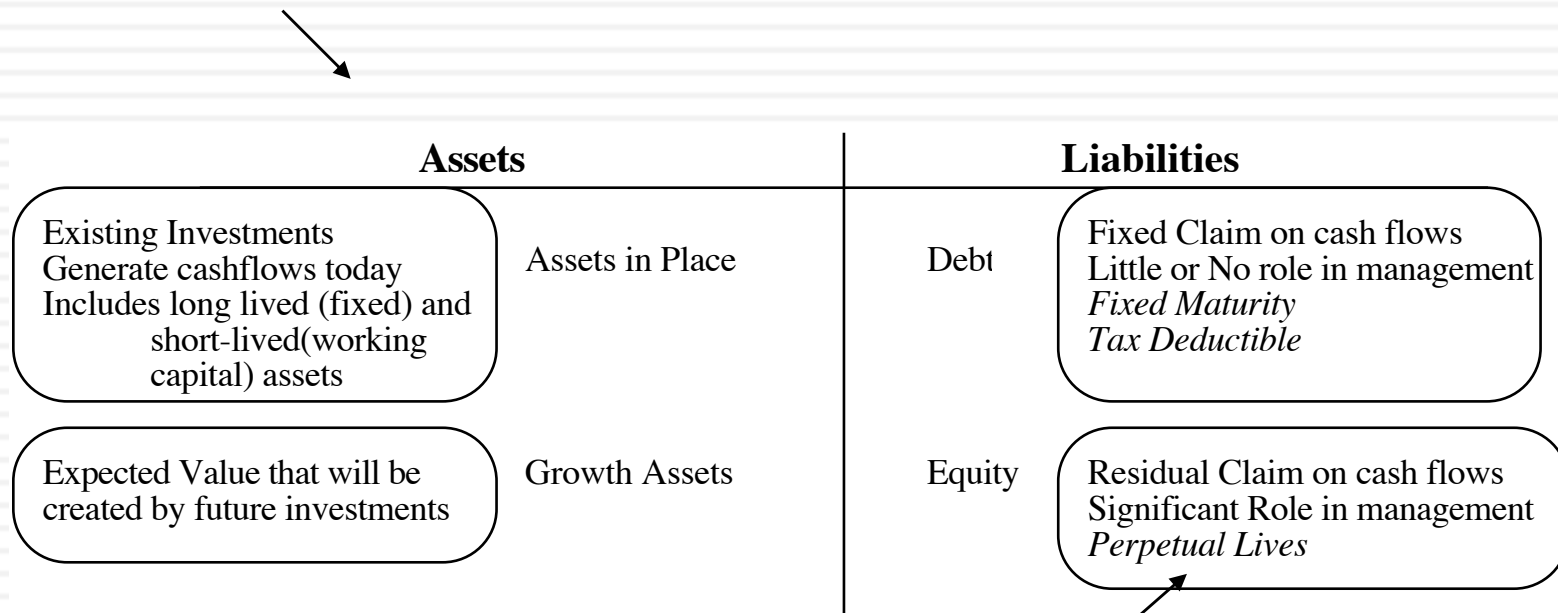 Assets
Liabilities
Existing Investments
Generate cashflows today
Includes long lived (fixed) and
short-lived(working
capital) assets
Assets in Place
Debt
Fixed Claim on cash flows
Little or No role in management
Fixed Maturity
Tax Deductible
Expected Value that will be
created by future investments
Growth Assets
Equity
Residual Claim on cash flows
Significant Role in management
Perpetual Lives